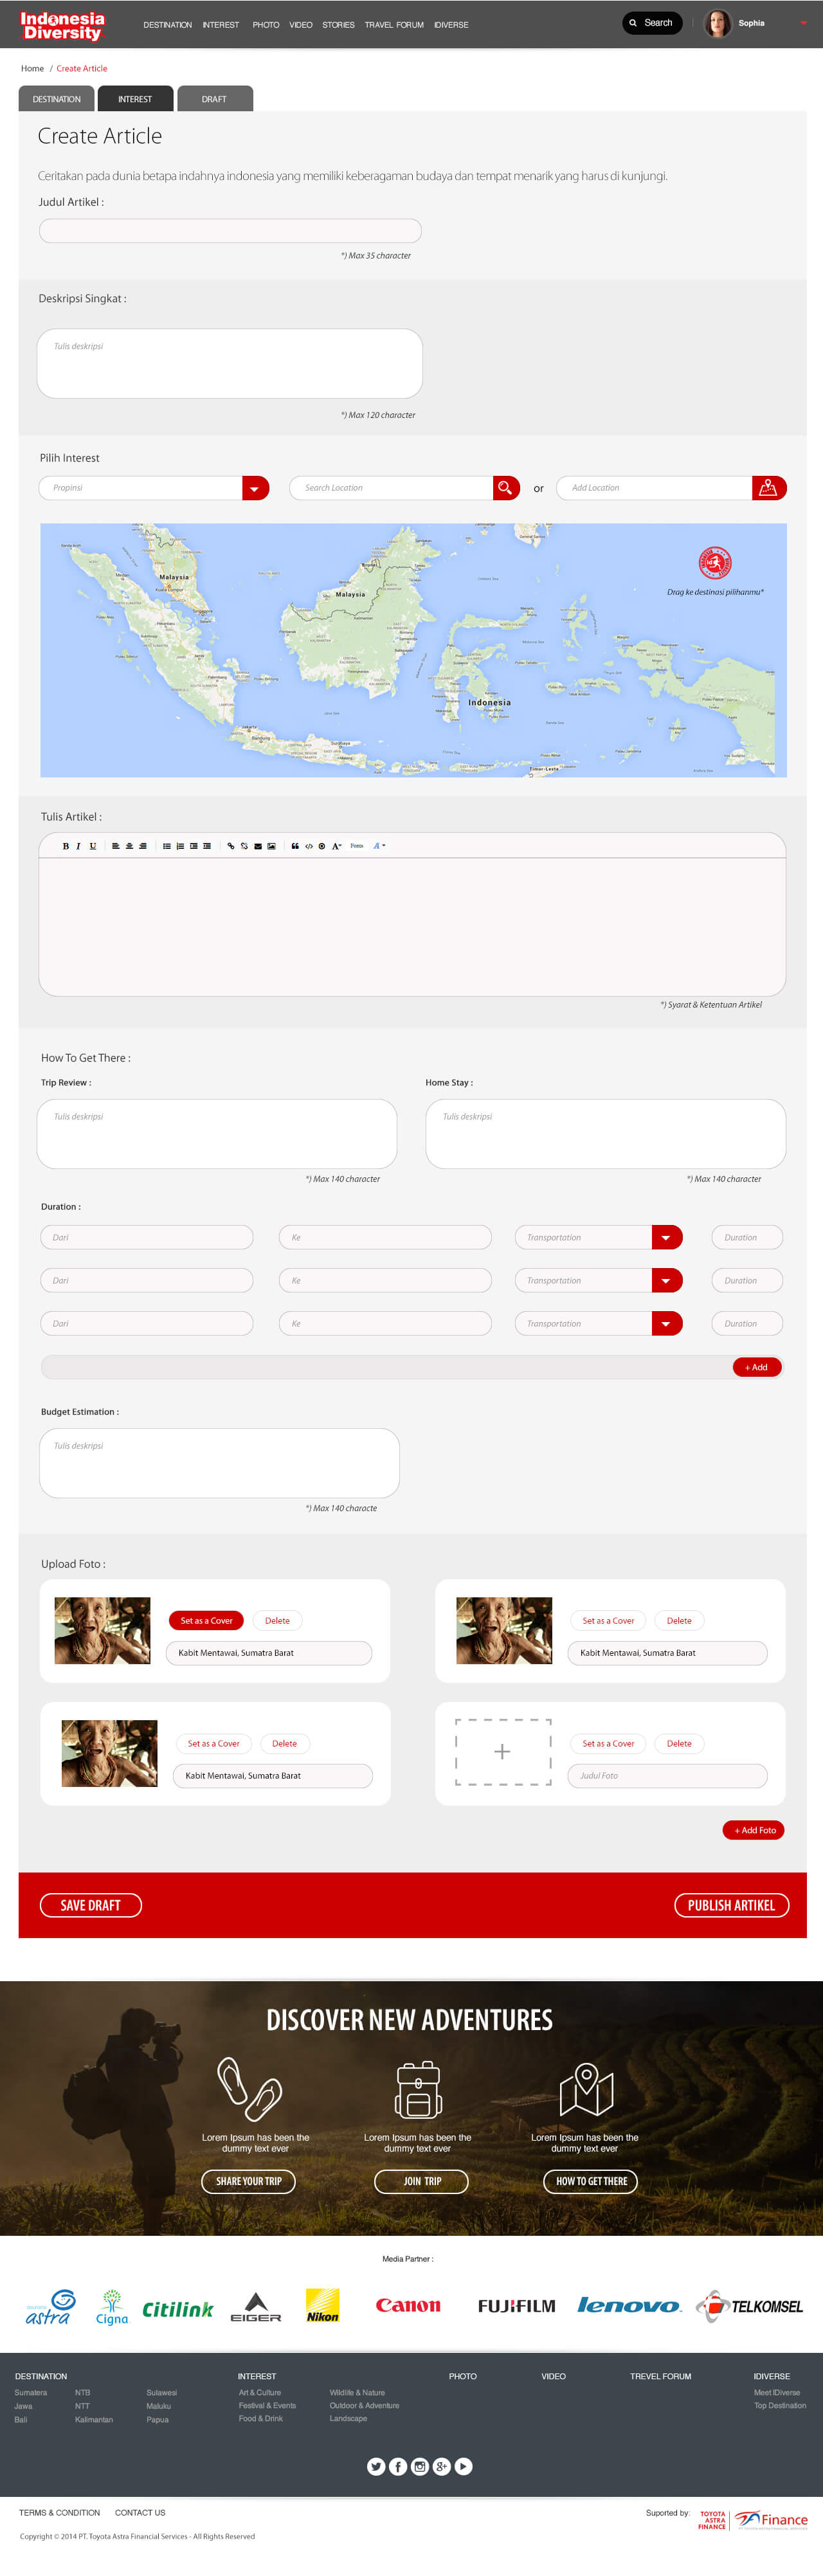 Indonesia
Diversity
DESTINATION INTEREST PHOTO VIDEO STORIES TRAVEL FORUM IDIVERSE
Search
Sophia
Home / Create Article
DESTINATION INTEREST DRAFT
Create Article
Ceritakan pada dunia betapa indahnya indonesia yang memiliki keberagaman budaya dan tempat menarik yang harus di kunjungi.
Judul Artikel :
*) Max 35 character
Deskripsi Singkat :
Tulis deskripsi
*) Max 120 character
Pilih Interest
Propinsi
Search Location
or
Add Location
Malaysia
Kuala Lumpur
Malaysia
Singapore
Drag ke destinasi pilihanmu*
Indonesia
Jakarta
Bandung
Surabaya
Timor-Leste
Tulis Artikel :
B I U
Fonts
*) Syarat & Ketentuan Artikel
How To Get There :
Trip Review : Home Stay :
Tulis deskripsi Tulis deskripsi
*) Max 140 character *) Max 140 character
Duration :
Dari Ke Transportation Duration
Dari Ke Transportation Duration
Dari Ke Transportation Duration
+ Add
Budget Estimation :
Tulis deskripsi
*) Max 140 characte
Upload Foto :
Set as a Cover Delete Set as a Cover Delete
Kabit Mentawai, Sumatra Barat Kabit Mentawai, Sumatra Barat
Set as a Cover Delete Set as a Cover Delete
Kabit Mentawai, Sumatra Barat Judul Foto
+ Add Foto
SAVE DRAFT PUBLISH ARTIKEL
DISCOVER NEW ADVENTURES
Lorem Ipsum has been the Lorem Ipsum has been the Lorem Ipsum has been the
dummy text ever dummy text ever dummy text ever
SHARE YOUR TRIP JOIN TRIP HOW TO GET THERE
Media Partner :
astra Cigna Citilink EIGER Nikon Canon FUJIFILM lenovo TELKOMSEL
DESTINATION INTEREST PHOTO VIDEO TREVEL FORUM IDIVERSE
Sumatera NTB Sulawesi Art & Culture Wildlife & Nature Meet IDiverse
Jawa NTT Maluku Festival & Events Outdoor & Adventure Top Destination
Bali Kalimantan Papua Food & Drink Landscape
TERMS & CONDITION CONTACT US
Suported by:
TOYOTA
ASTRA
FINANCE
Finance
Copyright © 2014 PT. Toyota Astra Financial Services - All Rights Reserved